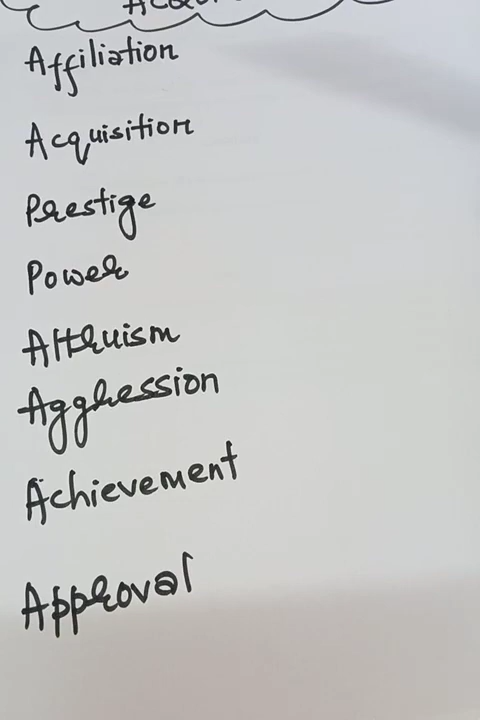 Affiliation
Acquisition
Prestige
Power
Altruism
Aggression
Achievement
Approval